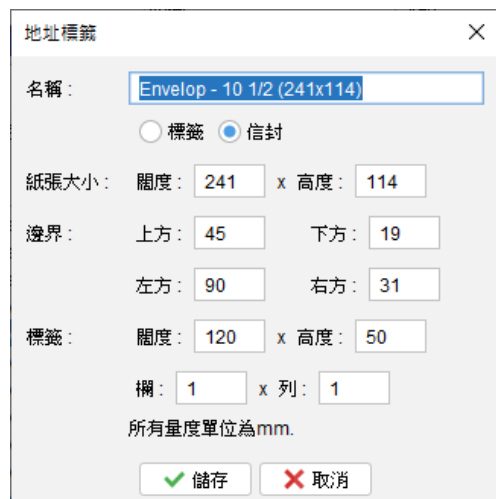 地址標籤
名稱 :
Envelop - 10 1/2 (241x114)
標籤 信封
紙張大小 : 闊度 : 241 x 高度 : 114
邊界 : 上方 : 45 下方 : 19
左方 : 90 右方 : 31
標籤 : 闊度 : 120 x 高度 : 50
欄 : 1 x 列 : 1
所有量度單位為mm.
儲存 取消